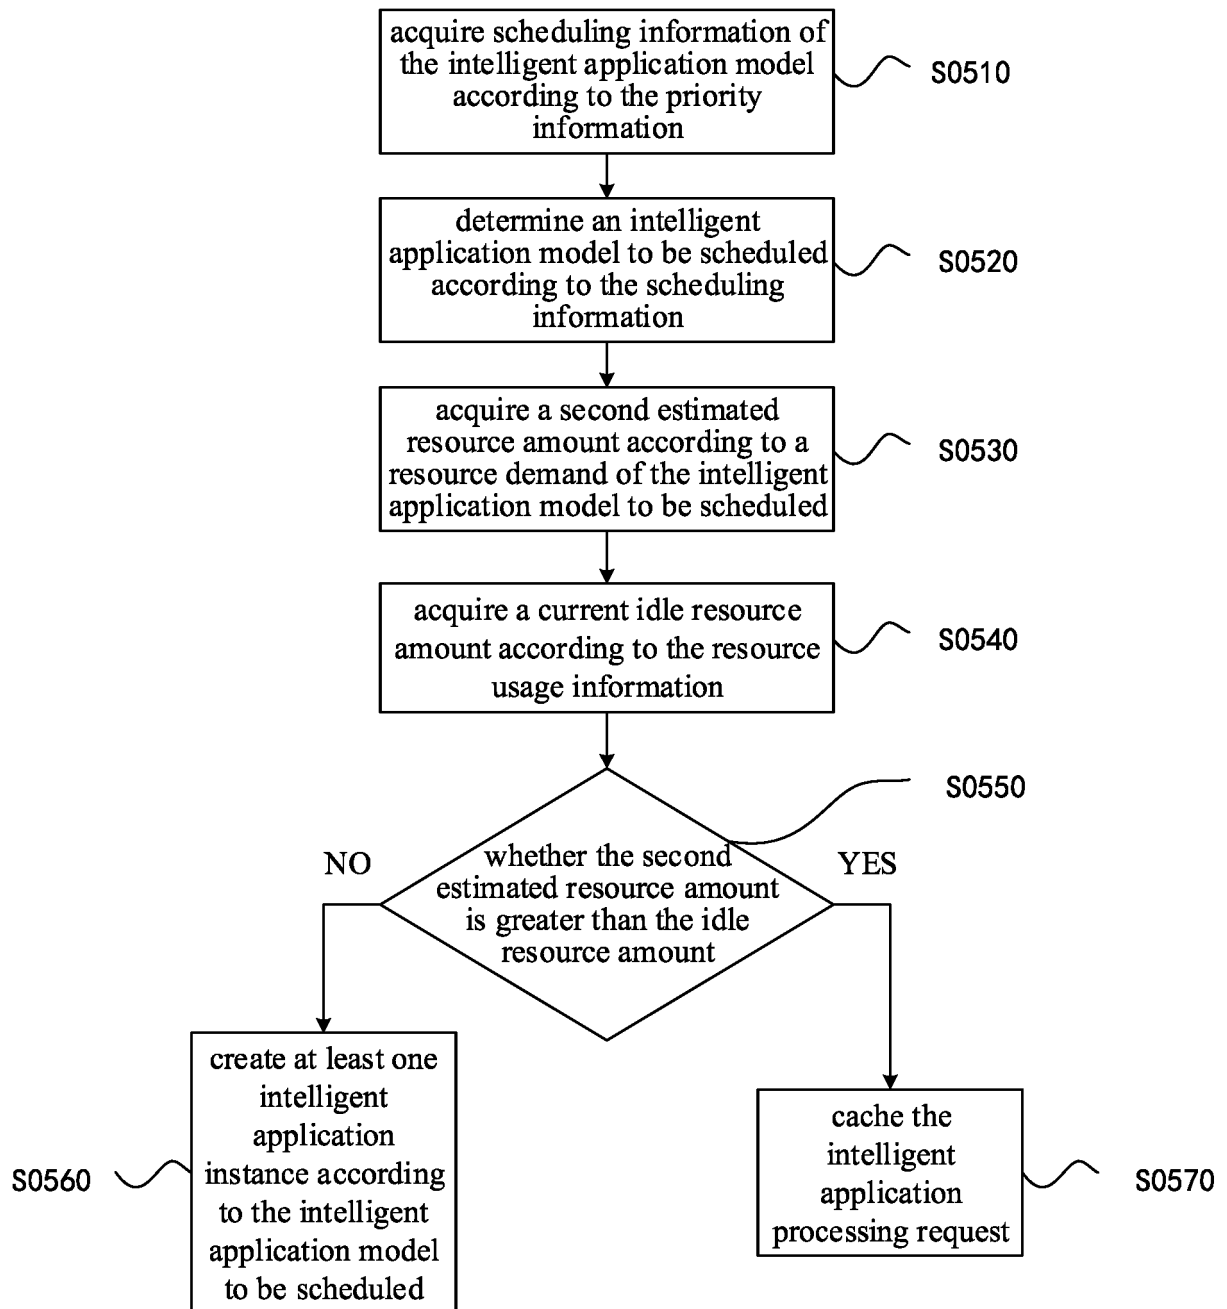 acquire scheduling information of
the intelligent application model
according to the priority
information
S0510
determine an intelligent
application model to be scheduled
according to the scheduling
information
S0520
acquire a second estimated
resource amount according to a
resource demand of the intelligent
application model to be scheduled
S0530
acquire a current idle resource
amount according to the resource
usage information
S0540
S0550
whether the second
estimated resource amount
is greater than the idle
resource amount
NO
YES
create at least one
intelligent
application
instance according
to the intelligent
application model
to be scheduled
S0560
cache the
intelligent
application
processing request
S0570